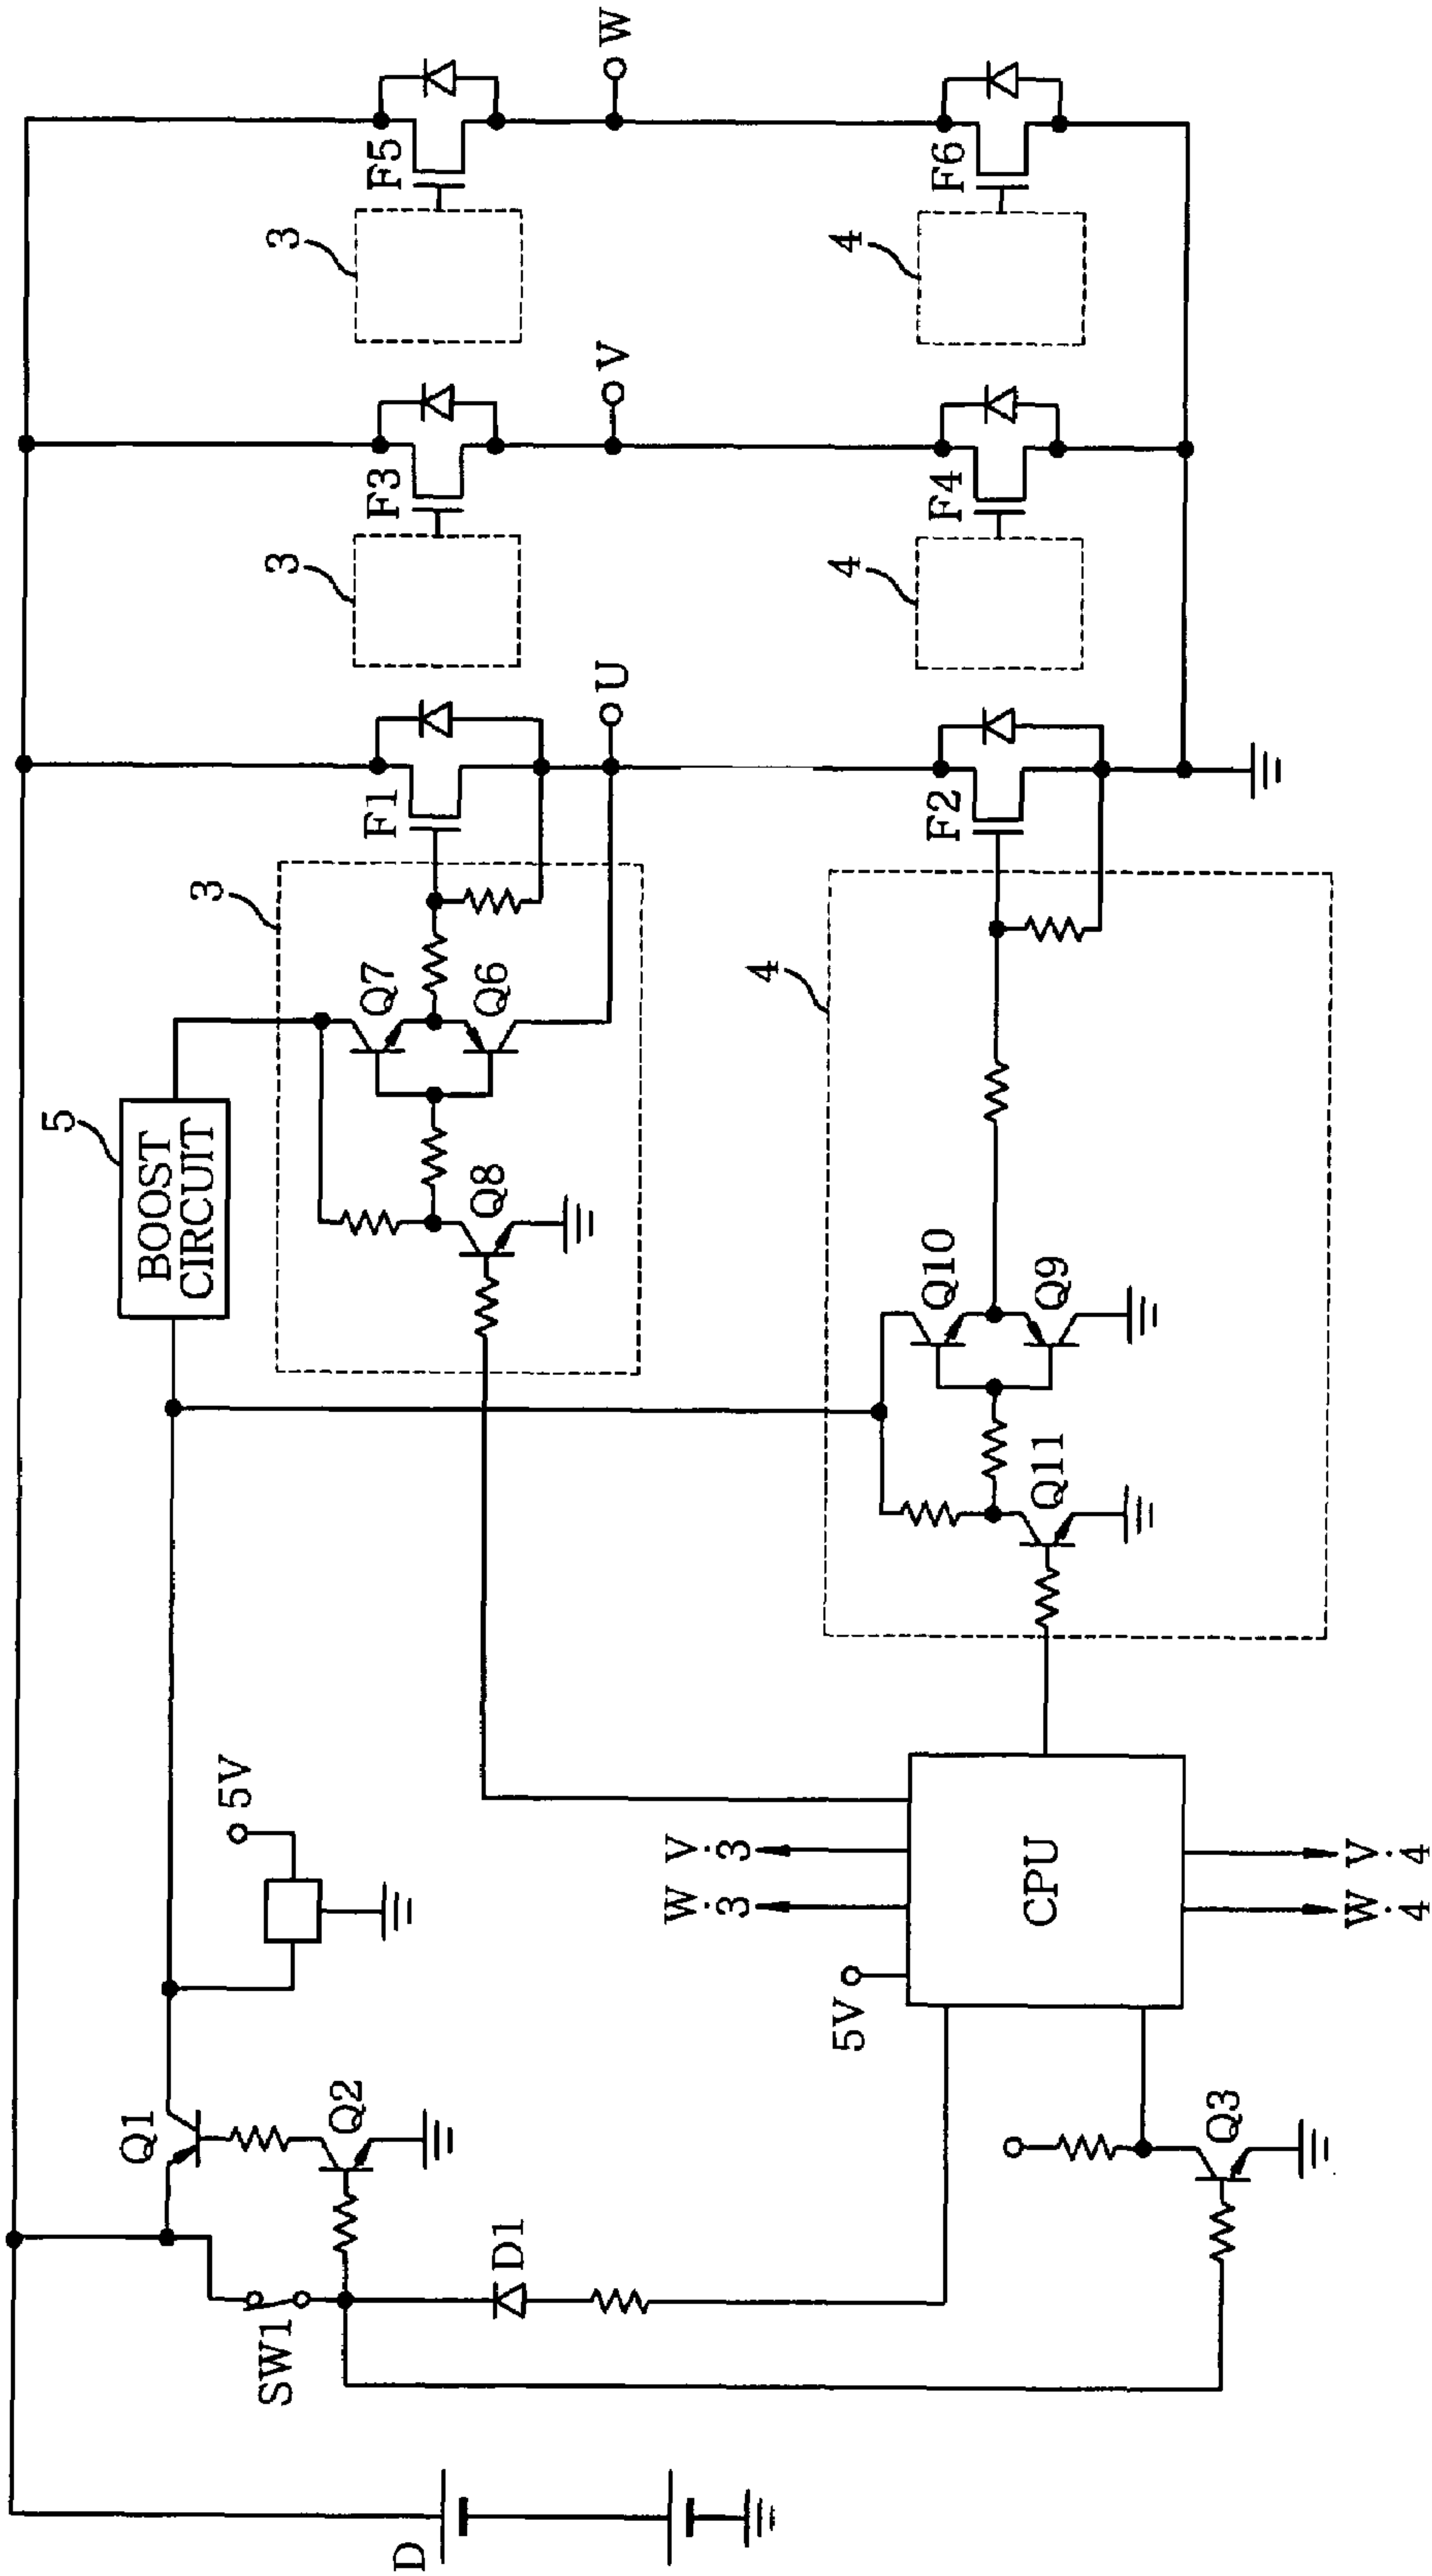 D
SW1
Q1
Q2
D1
Q3
5V
5V
CPU
W·3
V·3
W·4
V·4
5
BOOST
CIRCUIT
3
Q7
Q6
Q8
F1
U
4
Q10
Q9
Q11
F2
3
F3
V
4
F4
3
F5
W
4
F6